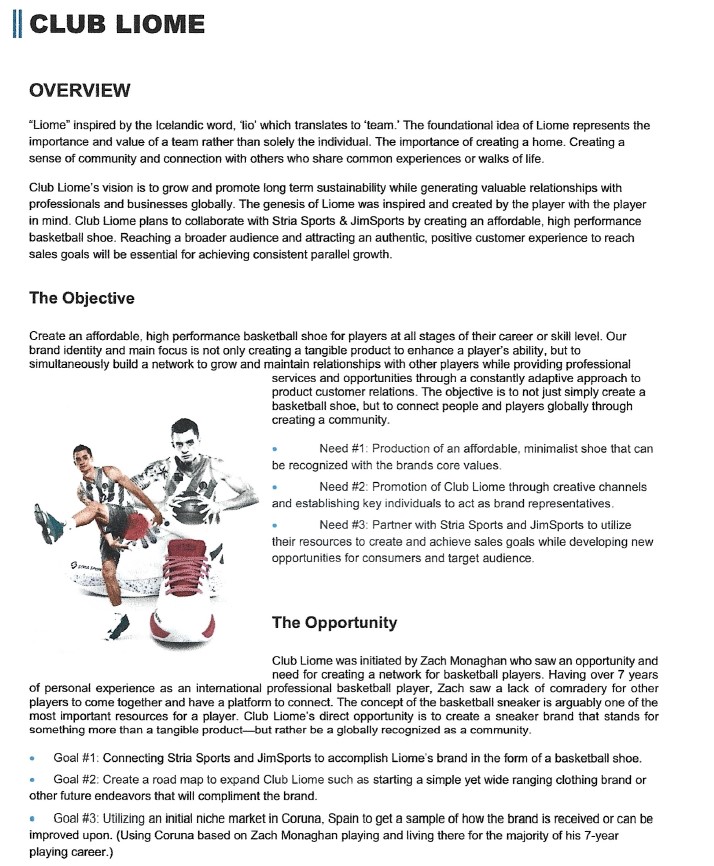 CLUB LIOME
OVERVIEW
"Liome" inspired by the Icelandic word, 'lio' which translates to 'team.' The foundational idea of Liome represents the
importance and value of a team rather than solely the individual. The importance of creating a home. Creating a
sense of community and connection with others who share common experiences or walks of life.
Club Liome's vision is to grow and promote long term sustainability while generating valuable relationships with
professionals and businesses globally. The genesis of Liome was inspired and created by the player with the player
in mind. Club Liome plans to collaborate with Stria Sports & JimSports by creating an affordable, high performance
basketball shoe. Reaching a broader audience and attracting an authentic, positive customer experience to reach
sales goals will be essential for achieving consistent parallel growth.
The Objective
Create an affordable, high performance basketball shoe for players at all stages of their career or skill level. Our
brand identity and main focus is not only creating a tangible product to enhance a player's ability, but to
simultaneously build a network to grow and maintain relationships with other players while providing professional
services and opportunities through a constantly adaptive approach to
product customer relations. The objective is to not just simply create a
basketball shoe, but to connect people and players globally through
creating a community.
• Need #1: Production of an affordable, minimalist shoe that can
be recognized with the brands core values.
• Need #2: Promotion of Club Liome through creative channels
and establishing key individuals to act as brand representatives.
• Need #3: Partner with Stria Sports and JimSports to utilize
their resources to create and achieve sales goals while developing new
opportunities for consumers and target audience.
The Opportunity
Club Liome was initiated by Zach Monaghan who saw an opportunity and
need for creating a network for basketball players. Having over 7 years
of personal experience as an international professional basketball player, Zach saw a lack of comradery for other
players to come together and have a platform to connect. The concept of the basketball sneaker is arguably one of the
most important resources for a player. Club Liome's direct opportunity is to create a sneaker brand that stands for
something more than a tangible product—but rather be a globally recognized as a community.
• Goal #1: Connecting Stria Sports and JimSports to accomplish Liome's brand in the form of a basketball shoe.
• Goal #2: Create a road map to expand Club Liome such as starting a simple yet wide ranging clothing brand or
other future endeavors that will compliment the brand.
• Goal #3: Utilizing an initial niche market in Coruna, Spain to get a sample of how the brand is received or can be
improved upon. (Using Coruna based on Zach Monaghan playing and living there for the majority of his 7-year
playing career.)